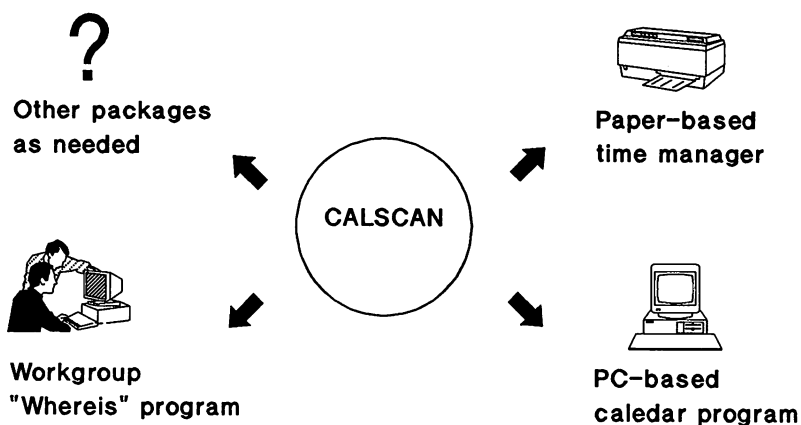 ?
Other packages
as needed
Paper-based
time manager
CALSCAN
Workgroup
"Whereis" program
PC-based
caledar program